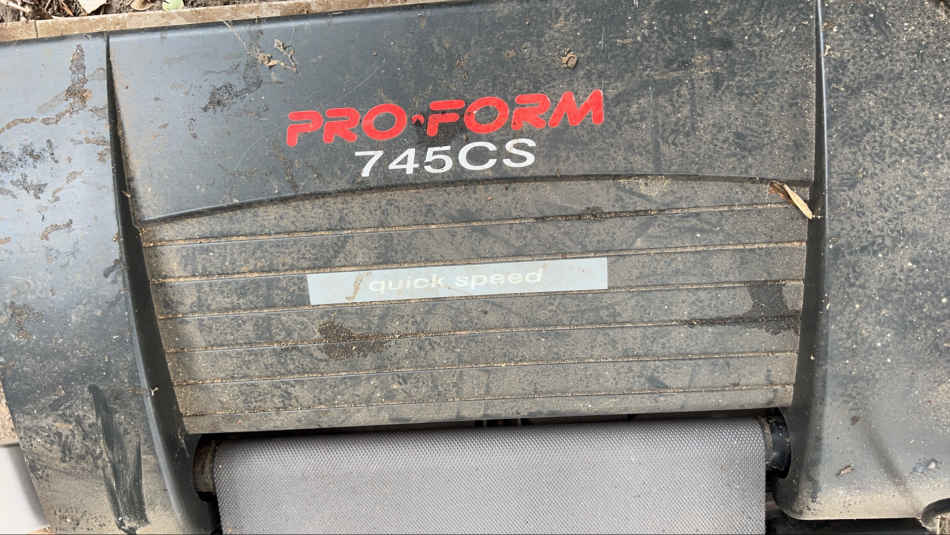 PRO-FORM
745CS
quick speed